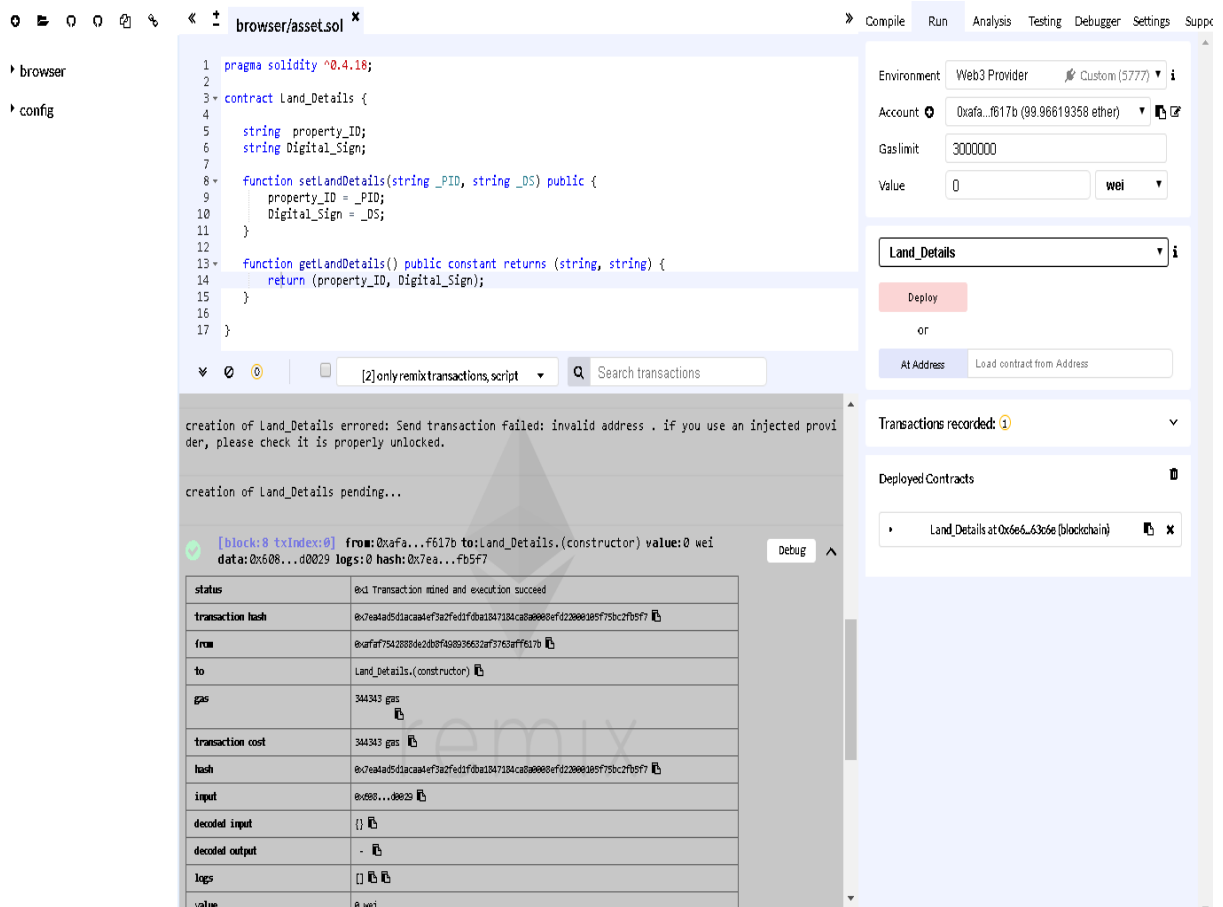 browser/asset.sol
Compile Run Analysis Testing Debugger Settings Suppo
browser
config
1 pragma solidity ^0.4.18;
2
3 contract Land_Details {
4
5 string property_ID;
6 string Digital_Sign;
7
8 function setLandDetails(string _PID, string _DS) public {
9 property_ID = _PID;
10 Digital_Sign = _DS;
11 }
12
13 function getLandDetails() public constant returns (string, string) {
14 return (property_ID, Digital_Sign);
15 }
16
17 }
0 [2] only remix transactions, script Search transactions
creation of Land_Details errored: Send transaction failed: invalid address . if you use an injected provi
der, please check it is properly unlocked.
creation of Land_Details pending...
[block:8 txIndex:0] from:0xafa...f617b to:Land_Details.(constructor) value:0 wei
data:0x608...d0029 logs:0 hash:0x7ea...fb5f7
Debug
status 0x1 Transaction mined and execution succeed
transaction hash
from
to Land_Details.(constructor)
gas 344343 gas
transaction cost 344343 gas
hash
input 0x608...d0029
decoded input {}
decoded output -
logs []
value 0 wei
remix
Environment Web3 Provider Custom (5777) i
Account 0xafa...f617b (99.96619358 ether)
Gas limit 3000000
Value 0 wei
Land_Details i
Deploy
or
At Address Load contract from Address
Transactions recorded: 1
Deployed Contracts
Land_Details at 0x6e6...63c6e (blockchain)